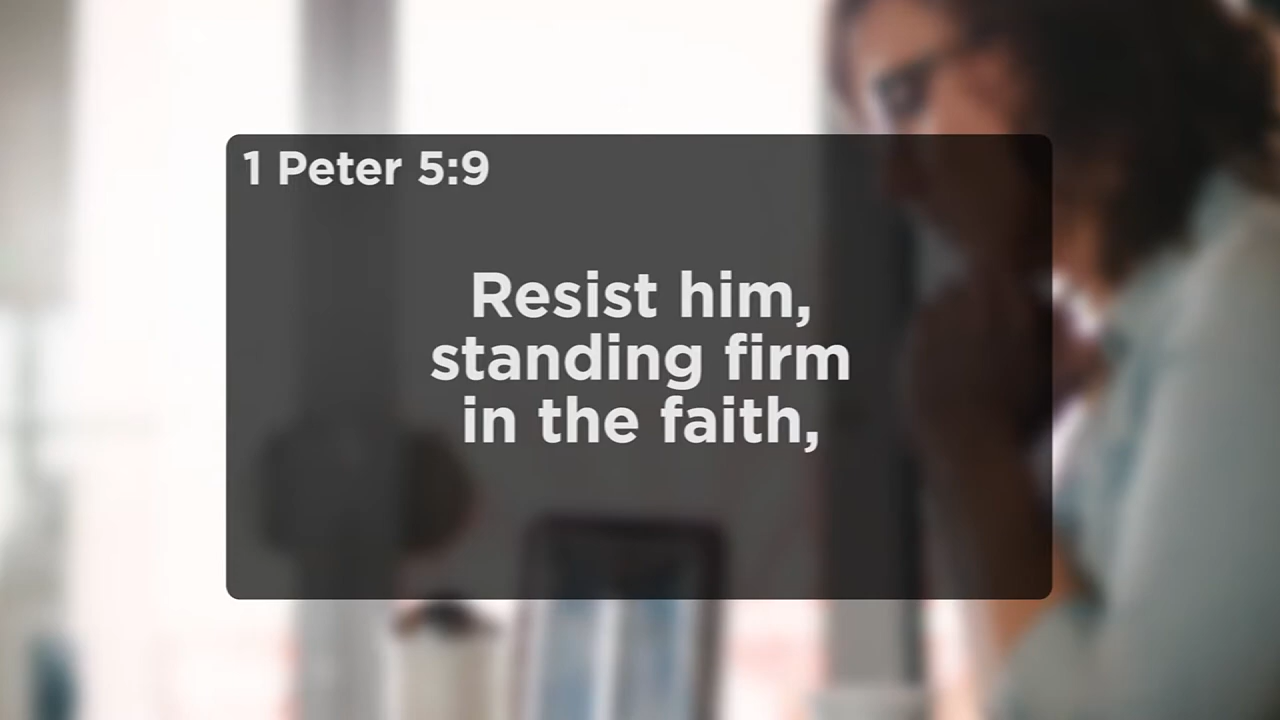 1 Peter 5:9
Resist him,
standing firm
in the faith,